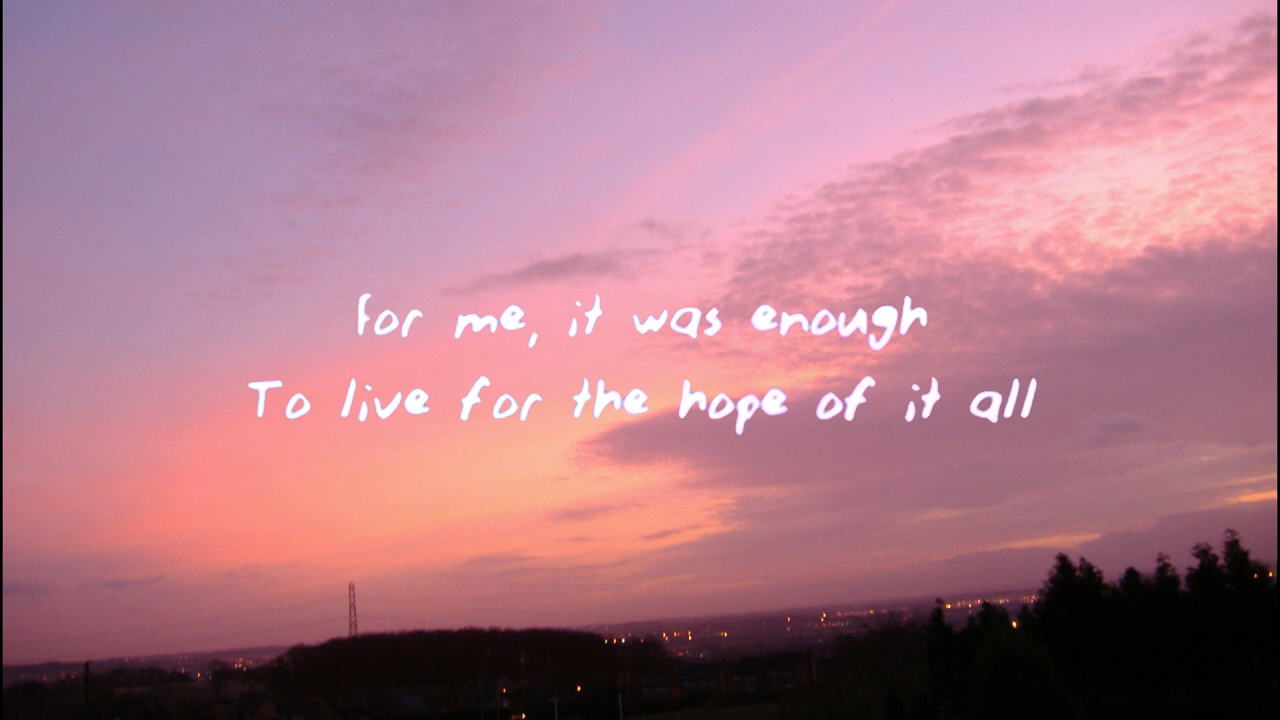 for me, it was enough
To live for the hope of it all